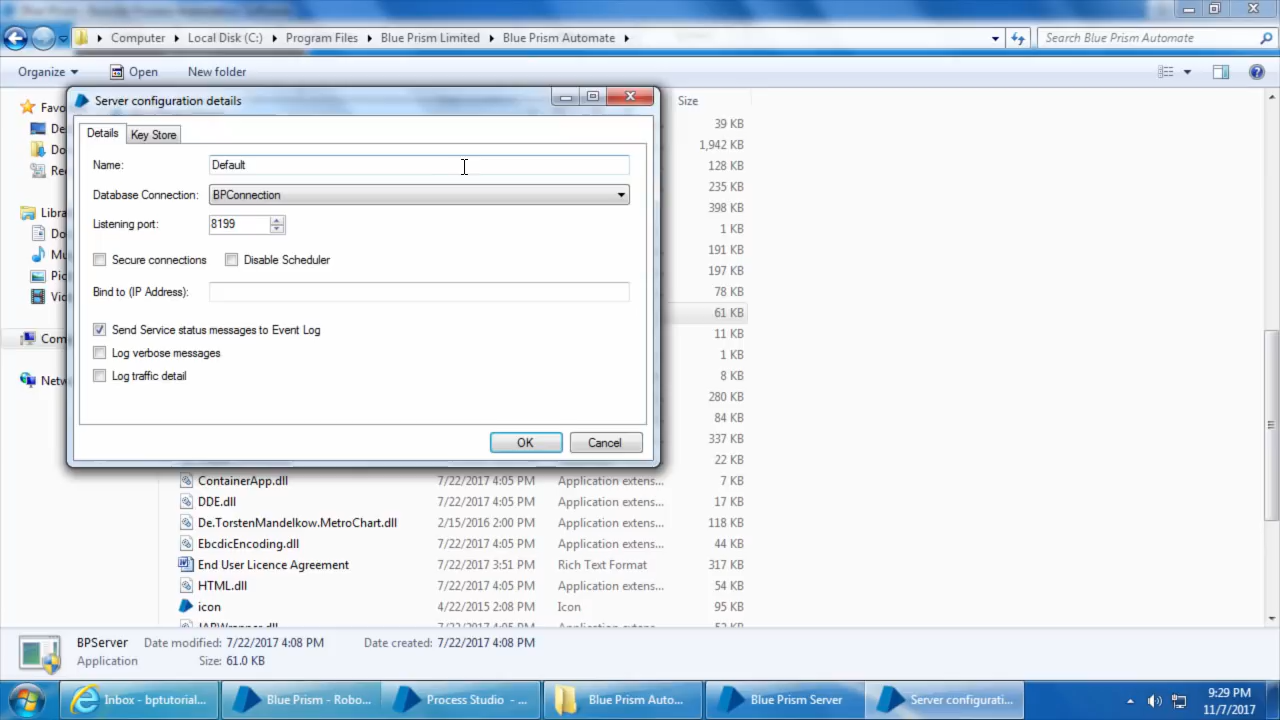 Computer ▸ Local Disk (C:) ▸ Program Files ▸ Blue Prism Limited ▸ Blue Prism Automate ▸
Search Blue Prism Automate
Organize Open New folder
Server configuration details
Size
Details Key Store
Name: Default
Database Connection: BPConnection
Listening port: 8199
Secure connections Disable Scheduler
Bind to (IP Address):
Send Service status messages to Event Log
Log verbose messages
Log traffic detail
OK Cancel
39 KB
1,942 KB
128 KB
235 KB
398 KB
1 KB
191 KB
197 KB
78 KB
61 KB
11 KB
1 KB
8 KB
280 KB
84 KB
337 KB
22 KB
ContainerApp.dll 7/22/2017 4:05 PM Application extens... 7 KB
DDE.dll 7/22/2017 4:05 PM Application extens... 17 KB
De.TorstenMandelkow.MetroChart.dll 2/15/2016 2:00 PM Application extens... 118 KB
EbcdicEncoding.dll 7/22/2017 4:05 PM Application extens... 44 KB
End User Licence Agreement 7/22/2017 3:51 PM Rich Text Format 317 KB
HTML.dll 7/22/2017 4:05 PM Application extens... 54 KB
icon 4/22/2015 2:08 PM Icon 95 KB
BPServer Date modified: 7/22/2017 4:08 PM Date created: 7/22/2017 4:08 PM
Application Size: 61.0 KB
Inbox - bptutorial... Blue Prism - Robo... Process Studio - ... Blue Prism Auto... Blue Prism Server Server configurati...
9:29 PM
11/7/2017